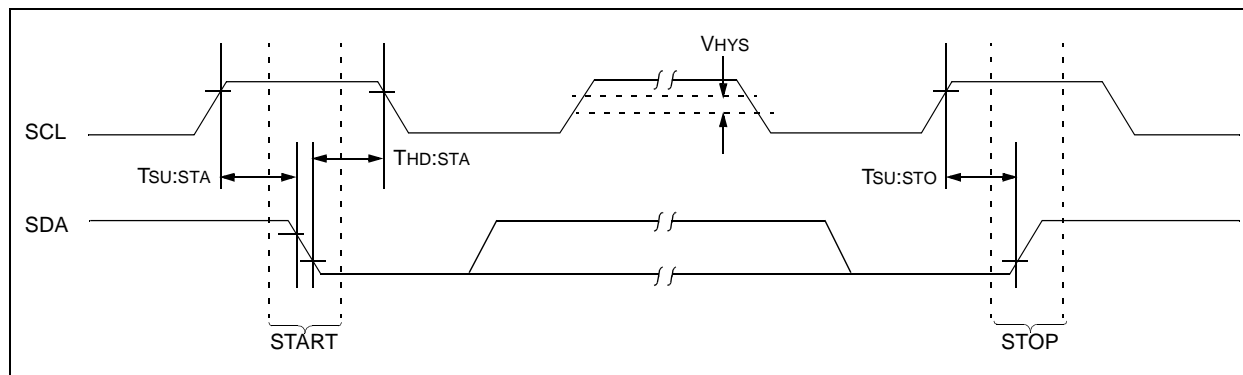 VHYS
SCL
THD:STA
TSU:STA
TSU:STO
SDA
START
STOP